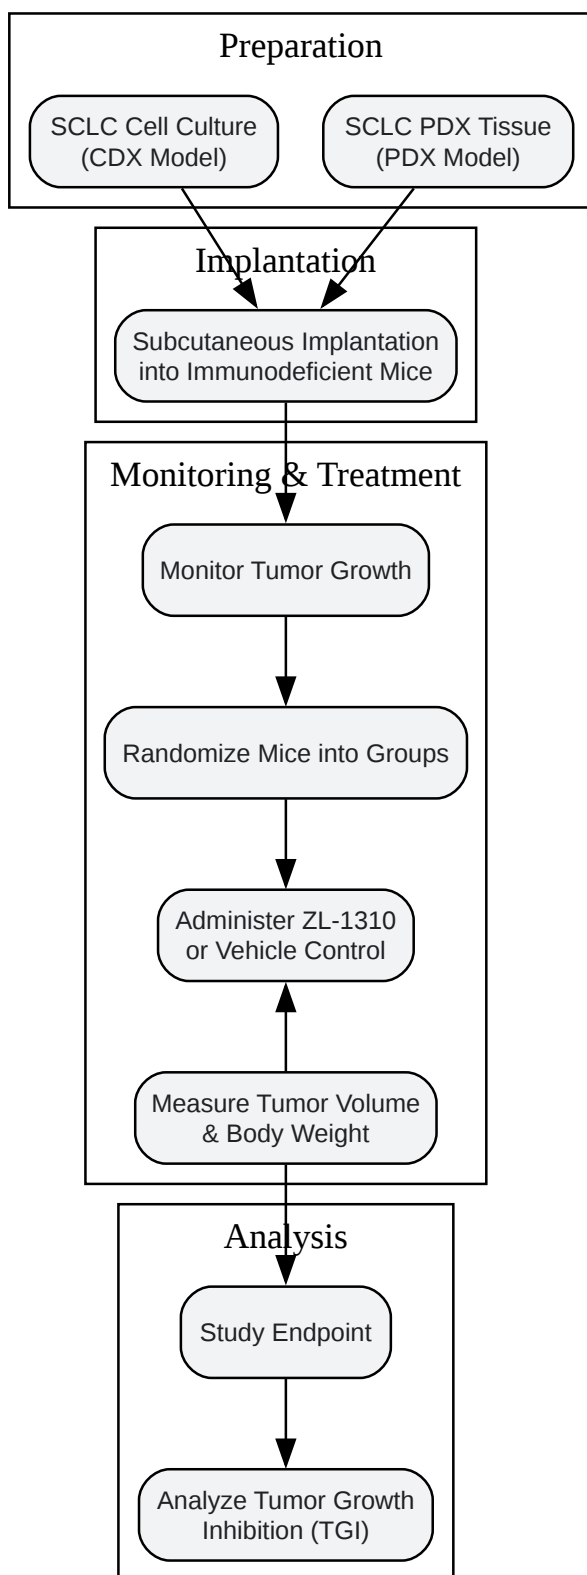 Preparation
SCLC Cell Culture
(CDX Model)
SCLC PDX Tissue
(PDX Model)
Implantation
Subcutaneous Implantation
into Immunodeficient Mice
Monitoring & Treatment
Monitor Tumor Growth
Randomize Mice into Groups
Administer ZL-1310
or Vehicle Control
Measure Tumor Volume
& Body Weight
Analysis
Study Endpoint
Analyze Tumor Growth
Inhibition (TGI)